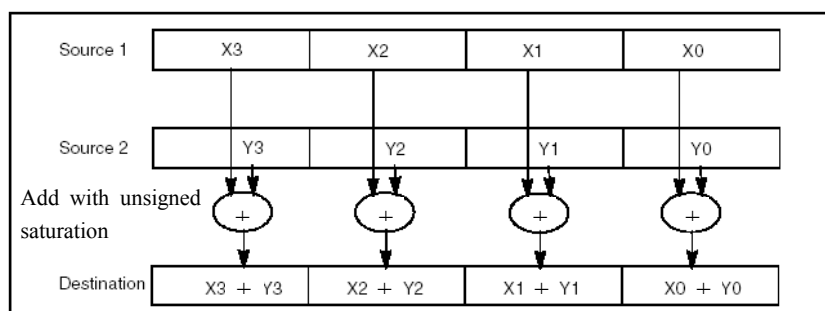 Source 1 X3 X2 X1 X0
Source 2 Y3 Y2 Y1 Y0
Add with unsigned
saturation
+ + + +
Destination X3 + Y3 X2 + Y2 X1 + Y1 X0 + Y0